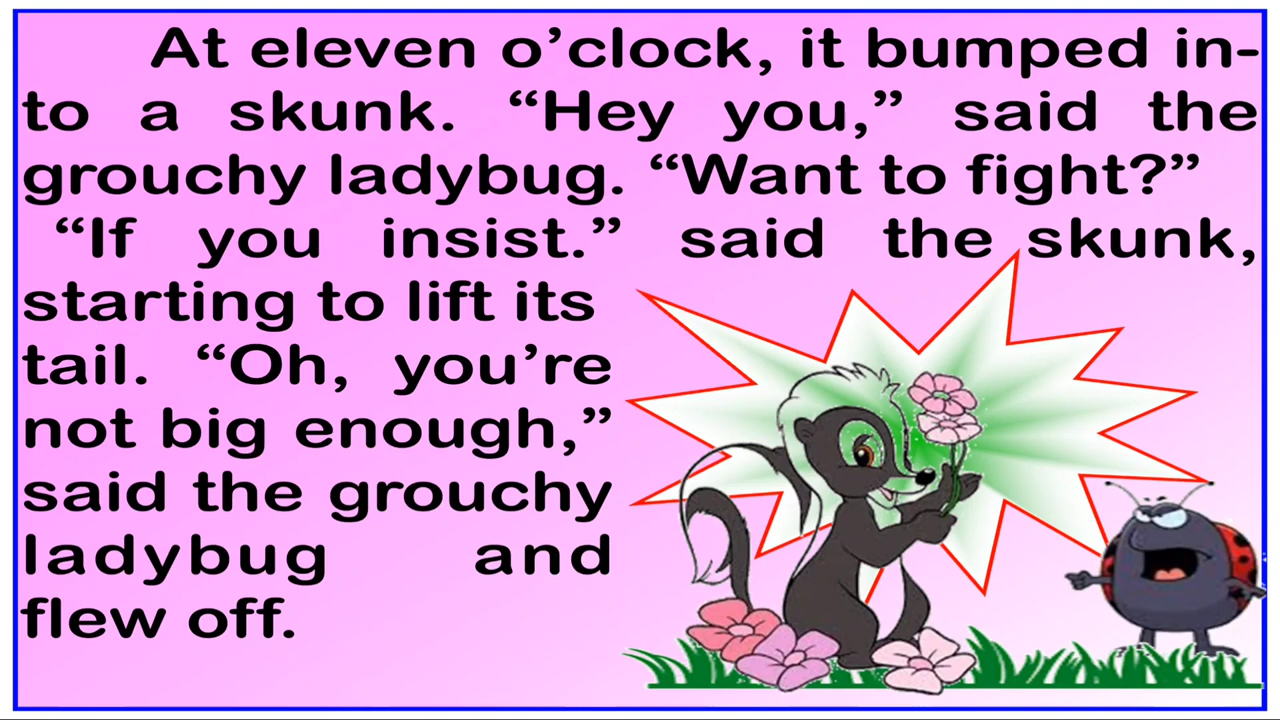 At eleven o’clock, it bumped in-
to a skunk. “Hey you,” said the
grouchy ladybug. “Want to fight?”
“If you insist.” said the skunk,
starting to lift its
tail. “Oh, you’re
not big enough,”
said the grouchy
ladybug and
flew off.